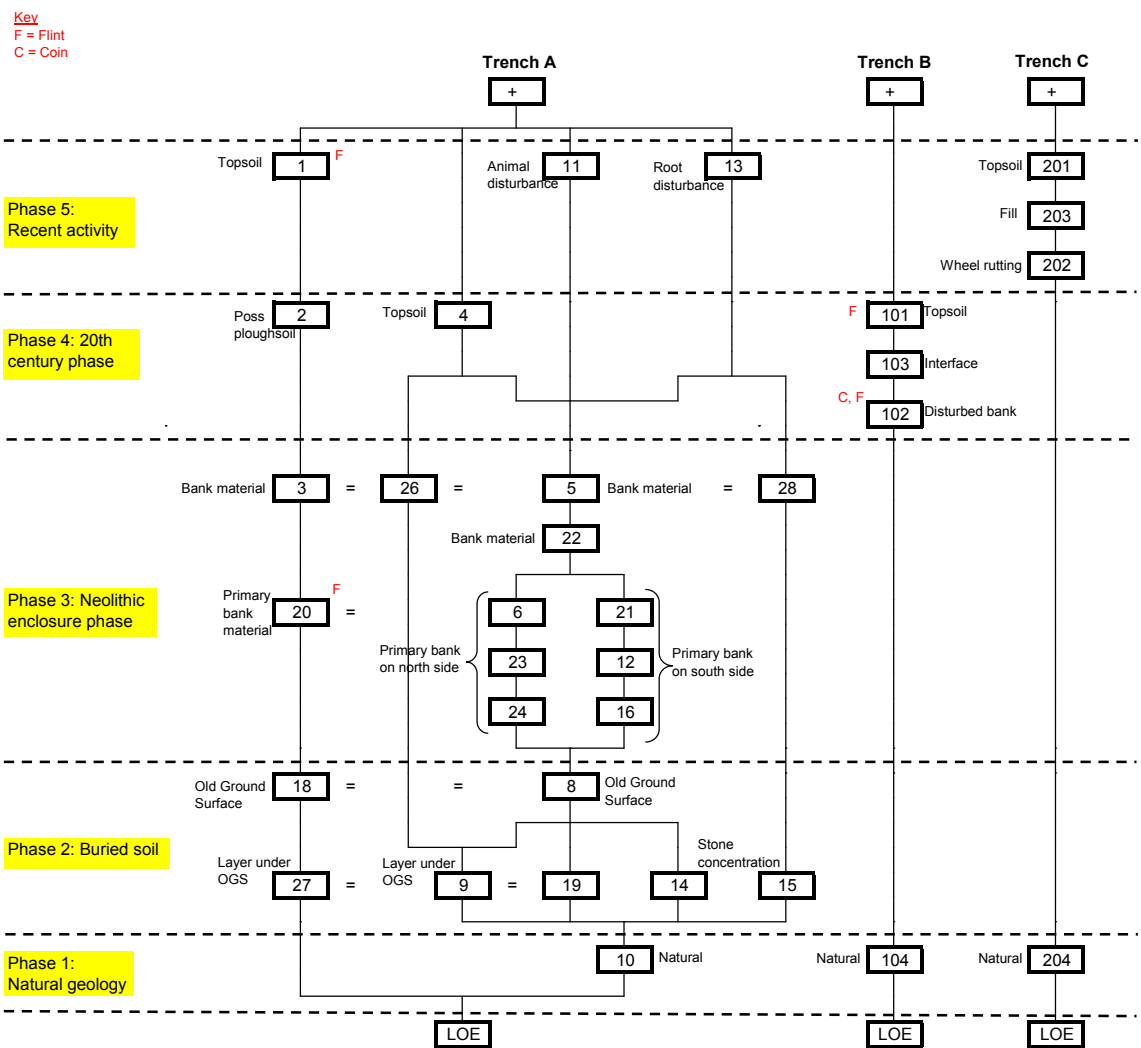 Key
F = Flint
C = Coin
Trench A
Trench B
Trench C
+
+
+
Topsoil
1
F
Animal
disturbance
11
Root
disturbance
13
Topsoil
201
Phase 5:
Recent activity
Fill
203
Wheel rutting
202
Poss
ploughsoil
2
Topsoil
4
F
101
Topsoil
Phase 4: 20th
century phase
103
Interface
C, F
102
Disturbed bank
Bank material
3
=
26
=
5
Bank material
=
28
Bank material
22
Phase 3: Neolithic
enclosure phase
Primary
bank
material
20
F
=
6
21
Primary bank
on north side
23
12
Primary bank
on south side
24
16
Old Ground
Surface
18
=
=
8
Old Ground
Surface
Phase 2: Buried soil
Stone
concentration
Layer under
OGS
27
=
Layer under
OGS
9
=
19
14
15
Phase 1:
Natural geology
10
Natural
Natural
104
Natural
204
LOE
LOE
LOE